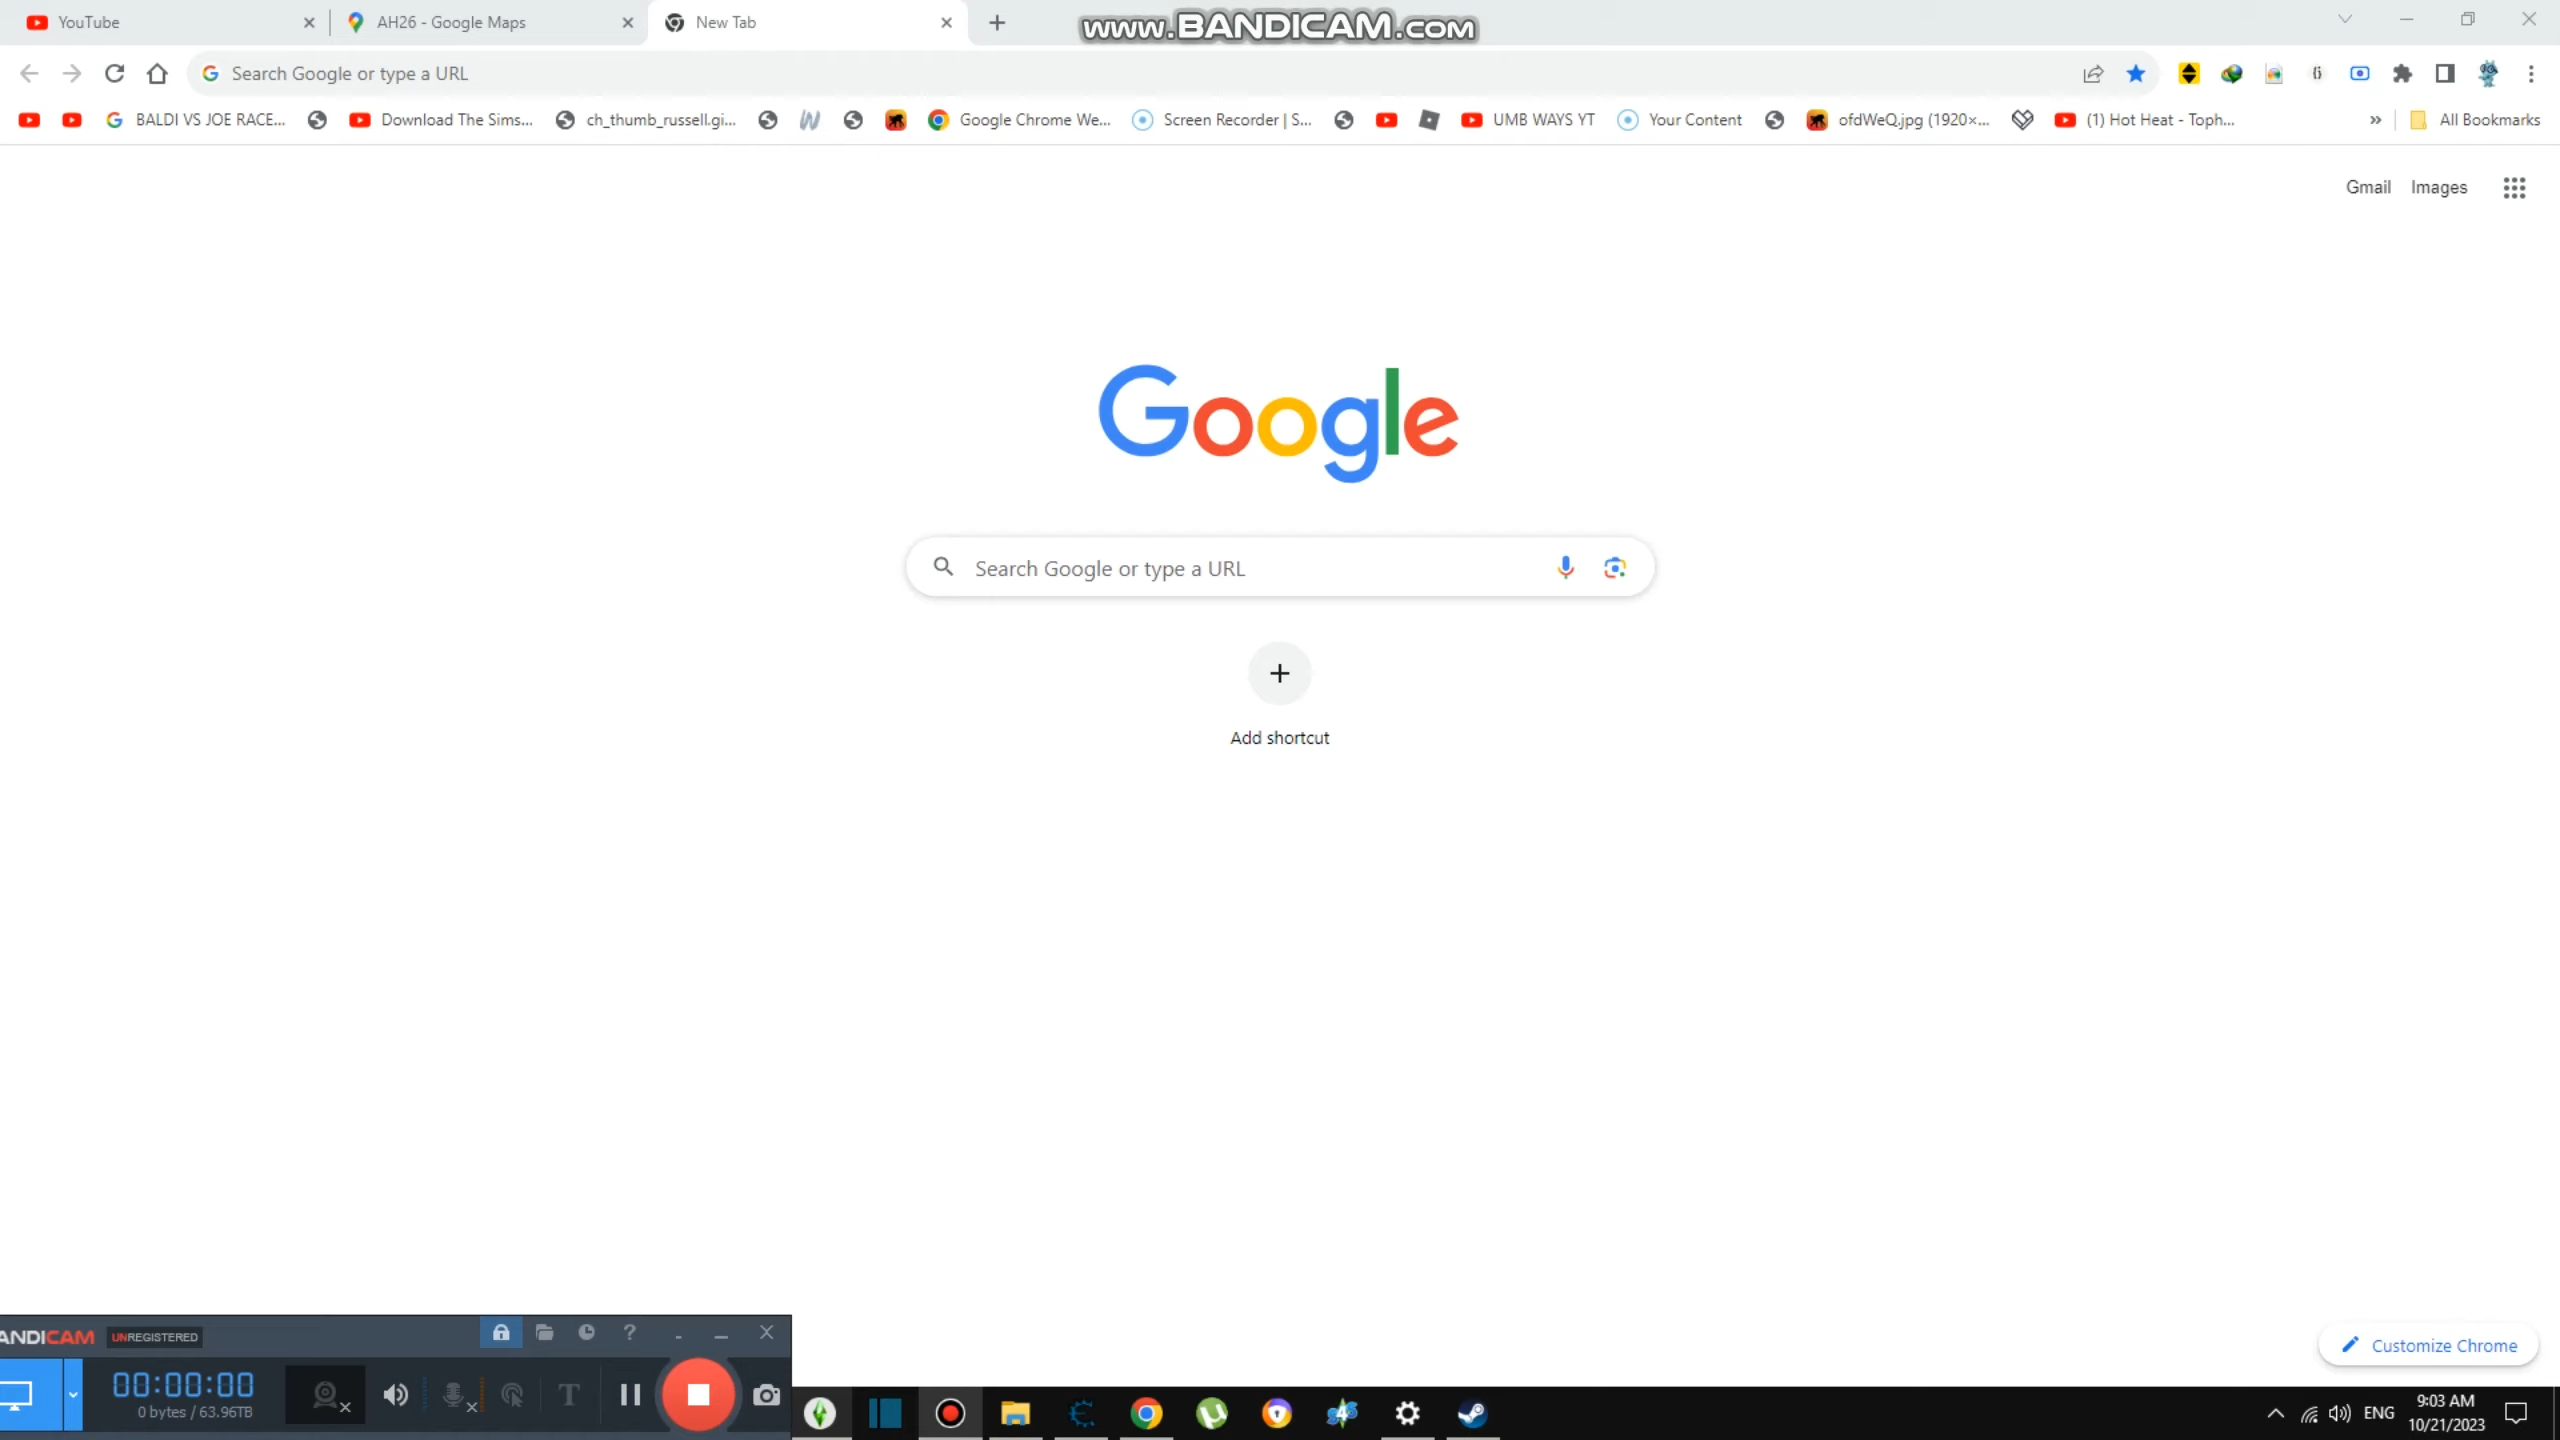 YouTube
AH26 - Google Maps
New Tab
www.BANDICAM.com
Search Google or type a URL
BALDI VS JOE RACE...
Download The Sims...
ch_thumb_russell.gi...
Google Chrome We...
Screen Recorder | S...
UMB WAYS YT
Your Content
ofdWeQ.jpg (1920×...
(1) Hot Heat - Toph...
All Bookmarks
Gmail
Images
Google
Search Google or type a URL
Add shortcut
Customize Chrome
ANDICAM
UNREGISTERED
00:00:00
0 bytes / 63.96TB
ENG
9:03 AM
10/21/2023